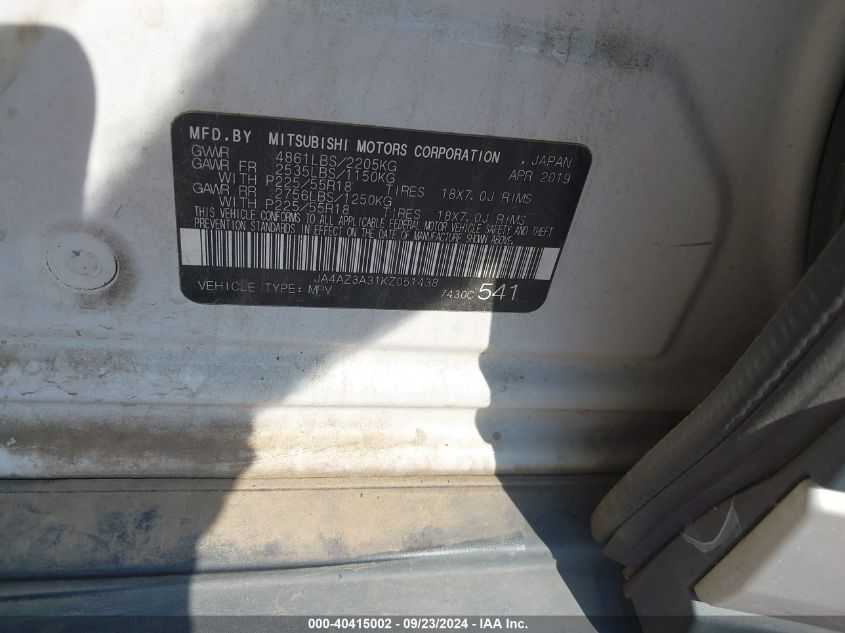 MFD.BY MITSUBISHI MOTORS CORPORATION , JAPAN
GVWR 4861LBS/2205KG APR 2019
GAWR FR 2535LBS/1150KG
WITH P225/55R18 TIRES 18X7.0J RIMS
GAWR RR 2756LBS/1250KG
WITH P225/55R18 TIRES 18X7.0J RIMS
THIS VEHICLE CONFORMS TO ALL APPLICABLE FEDERAL MOTOR VEHICLE SAFETY AND THEFT
PREVENTION STANDARDS IN EFFECT ON THE DATE OF MANUFACTURE SHOWN ABOVE.
JA4AZ3A31KZ051438
VEHICLE TYPE: MPV 7430C 541
000-40415002 - 09/23/2024 - IAA Inc.